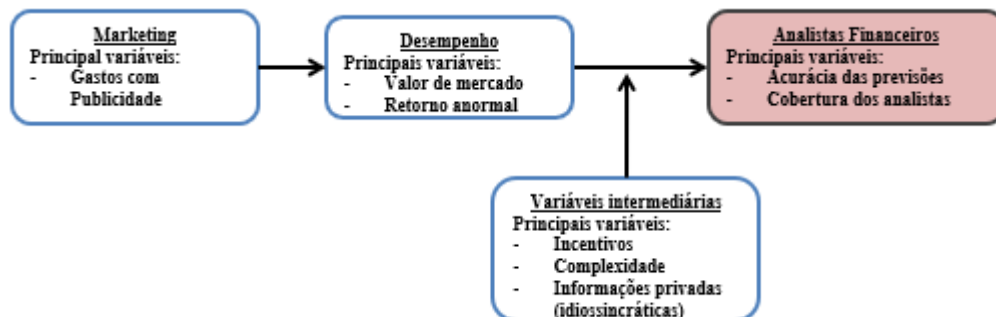 Marketing
Principal variáveis:
- Gastos com
Publicidade
Desempenho
Principais variáveis:
- Valor de mercado
- Retorno anormal
Analistas Financeiros
Principais variáveis:
- Acurácia das previsões
- Cobertura dos analistas
Variáveis intermediárias
Principais variáveis:
- Incentivos
- Complexidade
- Informações privadas
(idiossincráticas)